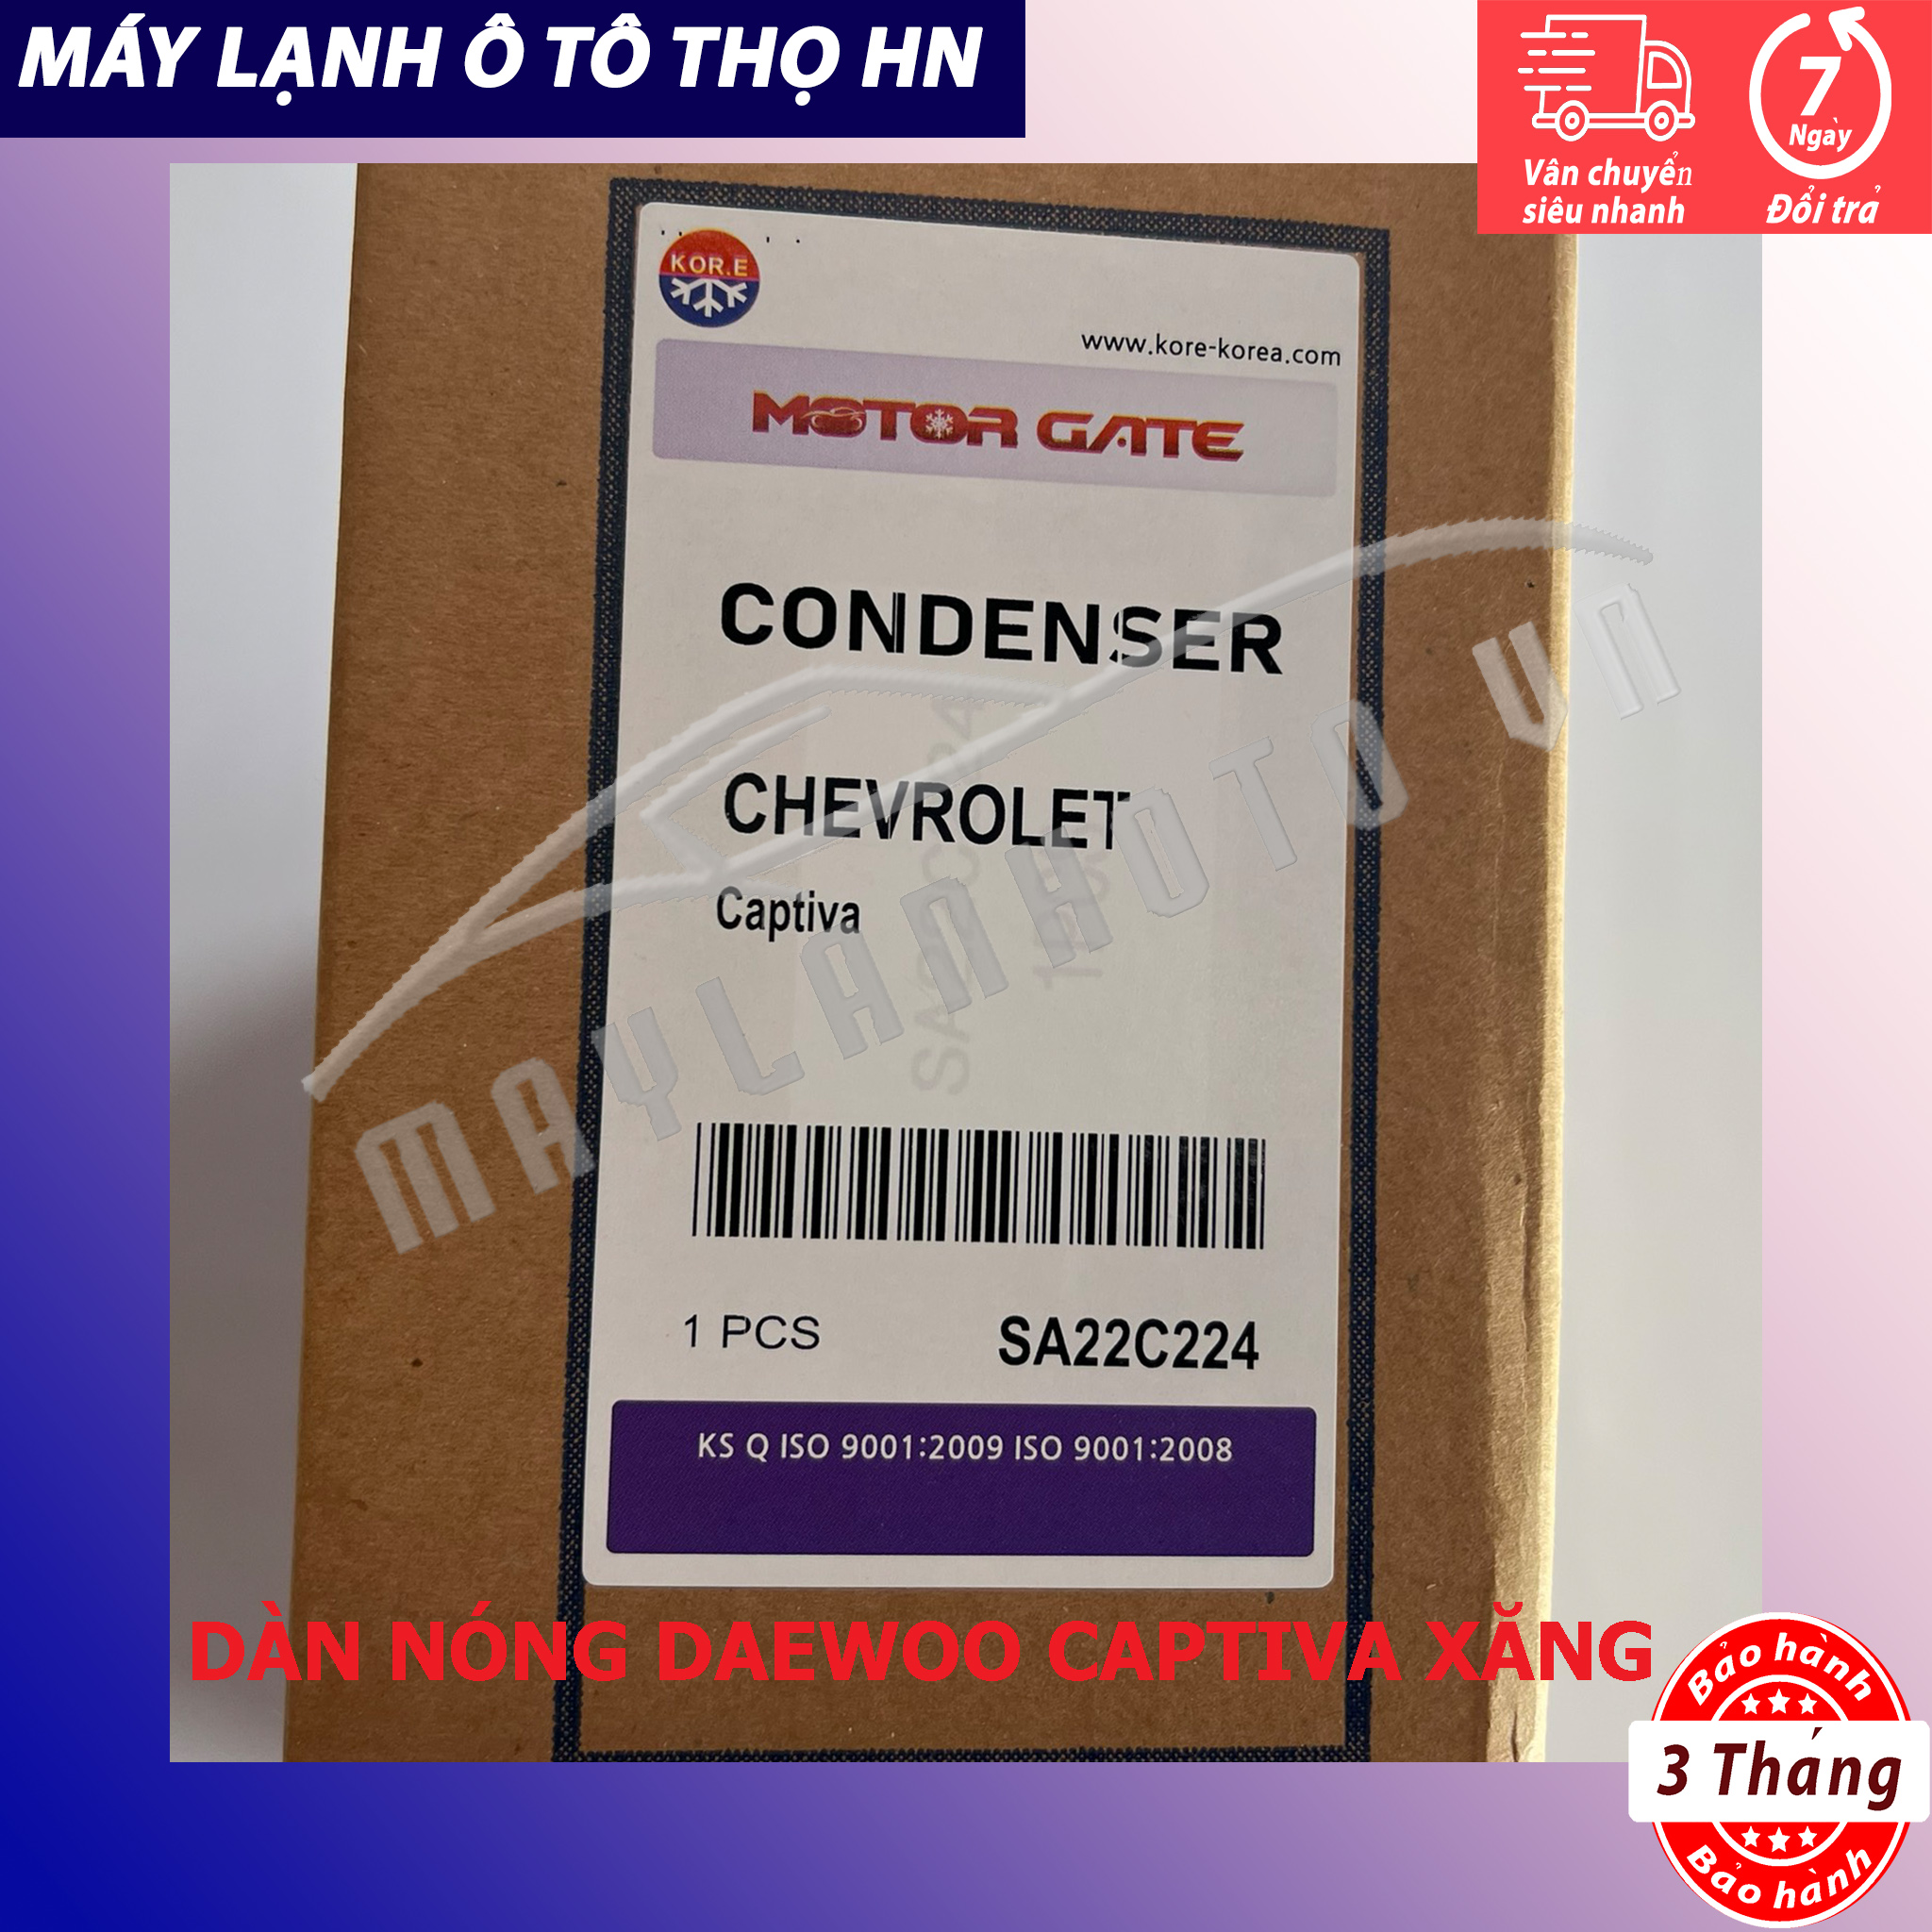 MÁY LẠNH Ô TÔ THỌ HN
Vân chuyển
siêu nhanh
7
Ngày
Đổi trả
KOR.E
www.kore-korea.com
MOTOR GATE
CONDENSER
CHEVROLET
Captiva
MAYLANHOTO VN
1 PCS
SA22C224
KS Q ISO 9001:2009 ISO 9001:2008
DÀN NÓNG DAEWOO CAPTIVA XĂNG
Bảo hành
3 Tháng
Bảo hành